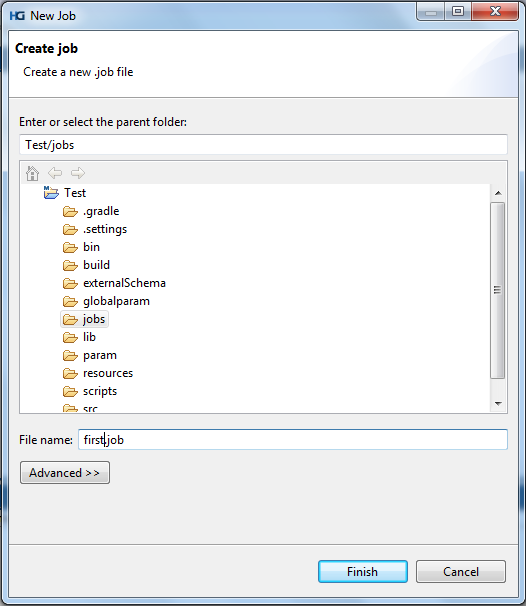 HG New Job
Create job
Create a new .job file
Enter or select the parent folder:
Test/jobs
Test
.gradle
.settings
bin
build
externalSchema
globalparam
jobs
lib
param
resources
scripts
src
File name: first.job
Advanced >>
Finish Cancel